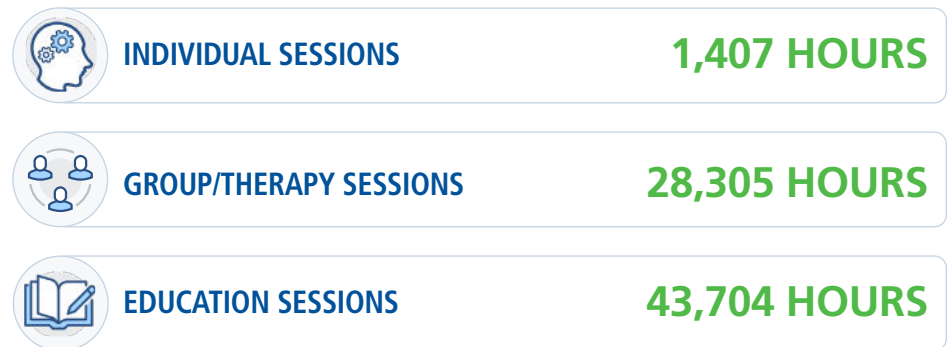 INDIVIDUAL SESSIONS 1,407 HOURS
GROUP/THERAPY SESSIONS 28,305 HOURS
EDUCATION SESSIONS 43,704 HOURS